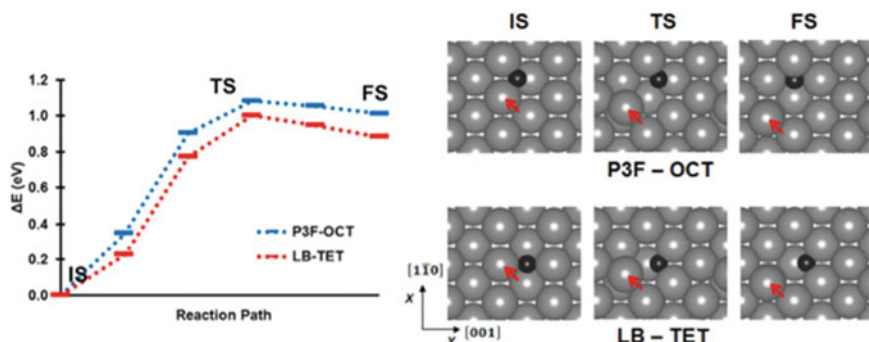 1.2
1.0
0.8
0.6
0.4
0.2
0.0
ΔE (eV)
IS
TS
FS
P3F-OCT
LB-TET
Reaction Path
IS
TS
FS
P3F – OCT
[11̅0]
X
Y
[001]
LB – TET